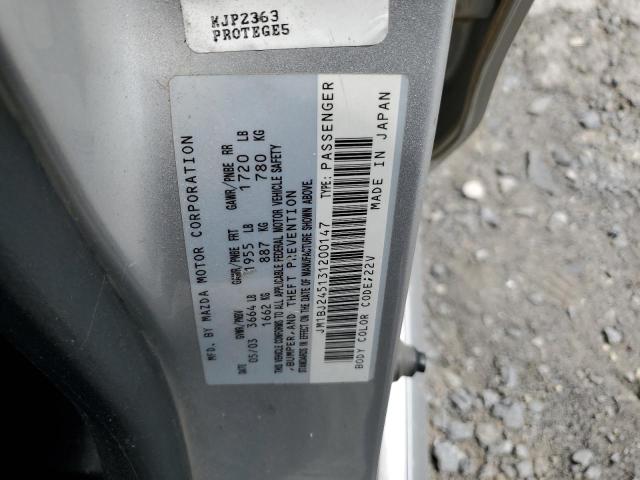 KJP2363
PROTEGE5
MFD. BY MAZDA MOTOR CORPORATION
GVWR/PNBV GAWR/PNBE FRT GAWR/PNBE RR
05/03 3664 LB 1955 LB 1720 LB
1662 KG 887 KG 780 KG
THIS VEHICLE CONFORMS TO ALL APPLICABLE FEDERAL MOTOR VEHICLE SAFETY
,BUMPER,AND THEFT PREVENTION
STANDARDS IN EFFECT ON THE DATE OF MANUFACTURE SHOWN ABOVE.
JM1BJ245131200147 TYPE: PASSENGER
BODY COLOR CODE;22V MADE IN JAPAN